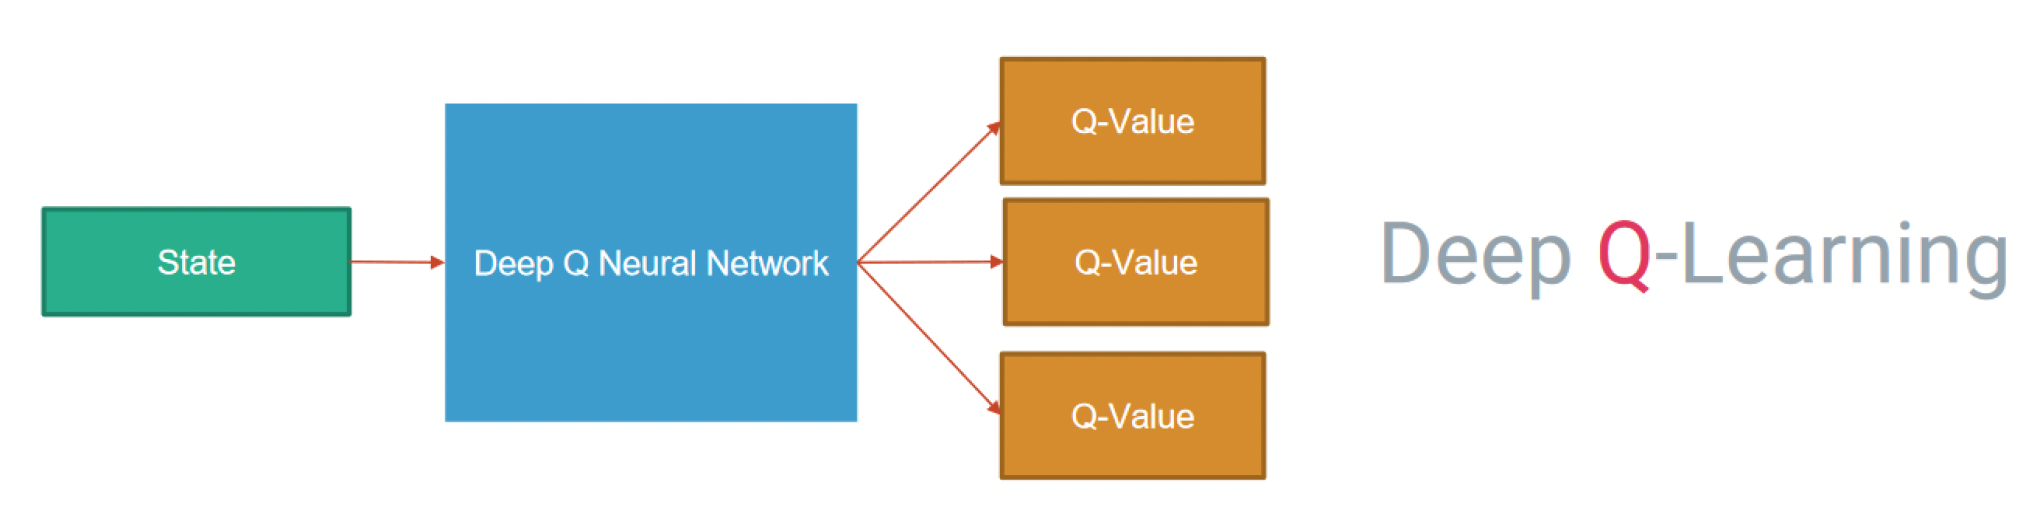 State
Deep Q Neural Network
Q-Value
Q-Value
Q-Value
Deep Q-Learning